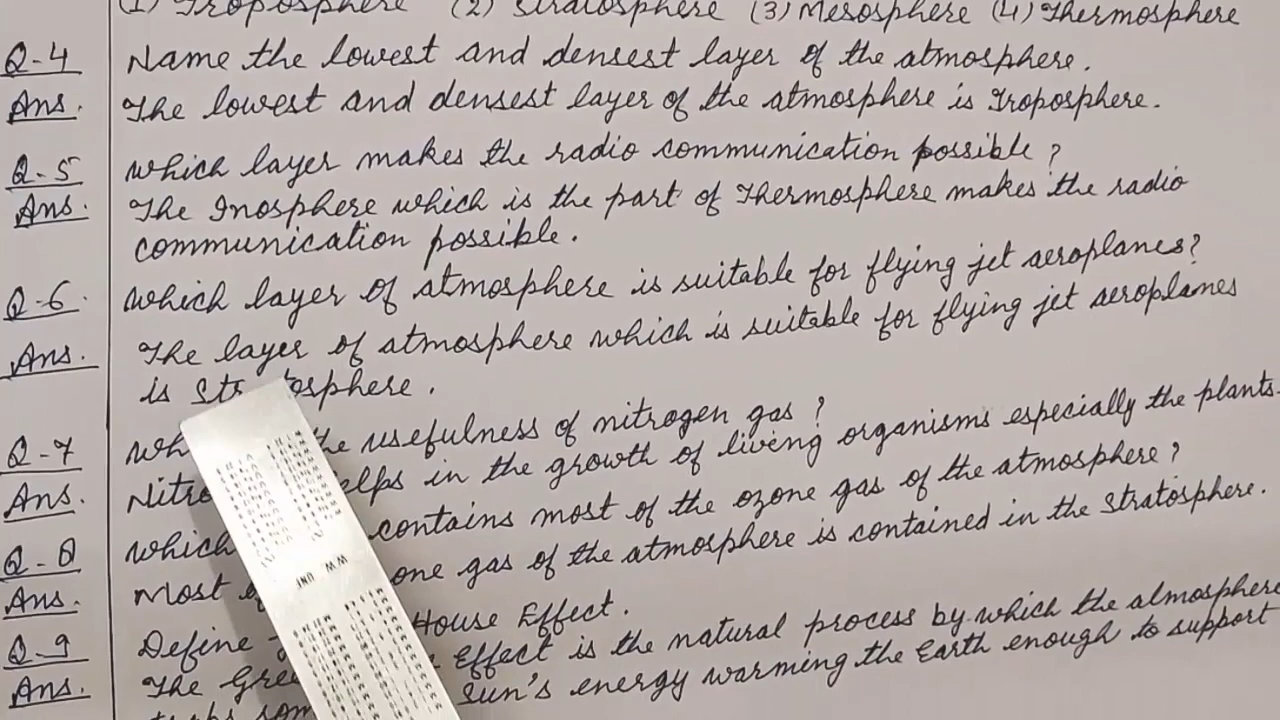 (1) Troposphere (2) Stratosphere (3) Mesosphere (4) Thermosphere
Q-4 Name the lowest and densest layer of the atmosphere.
Ans. The lowest and densest layer of the atmosphere is Troposphere.
Q-5 which layer makes the radio communication possible?
Ans. The Inosphere which is the part of Thermosphere makes the radio
communication possible.
Q-6. which layer of atmosphere is suitable for flying jet aeroplanes?
Ans. The layer of atmosphere which is suitable for flying jet aeroplanes
is Str tosphere.
Q-7 wh the usefulness of nitrogen gas?
Ans. Nitro elps in the growth of living organisms especially the plants.
Q-8 which contains most of the ozone gas of the atmosphere?
Ans. Most one gas of the atmosphere is contained in the stratosphere.
Q-9 Define House Effect.
Ans. The Gree Effect is the natural process by which the atmosphere
som sun's energy warming the Earth enough to support